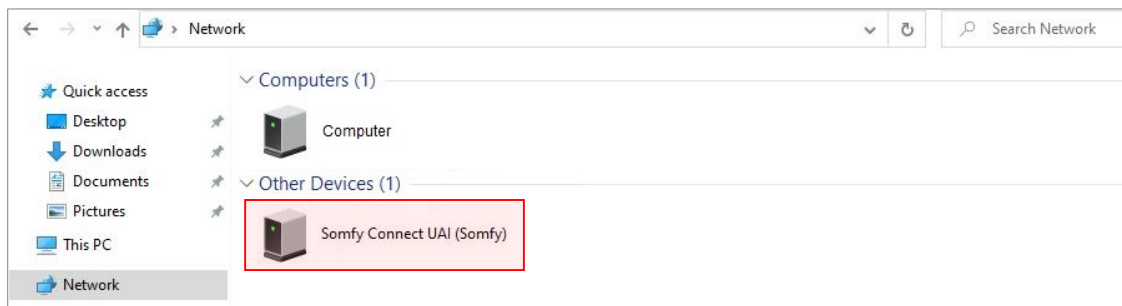 Network
Search Network
Quick access
Desktop
Downloads
Documents
Pictures
This PC
Network
Computers (1)
Computer
Other Devices (1)
Somfy Connect UAI (Somfy)